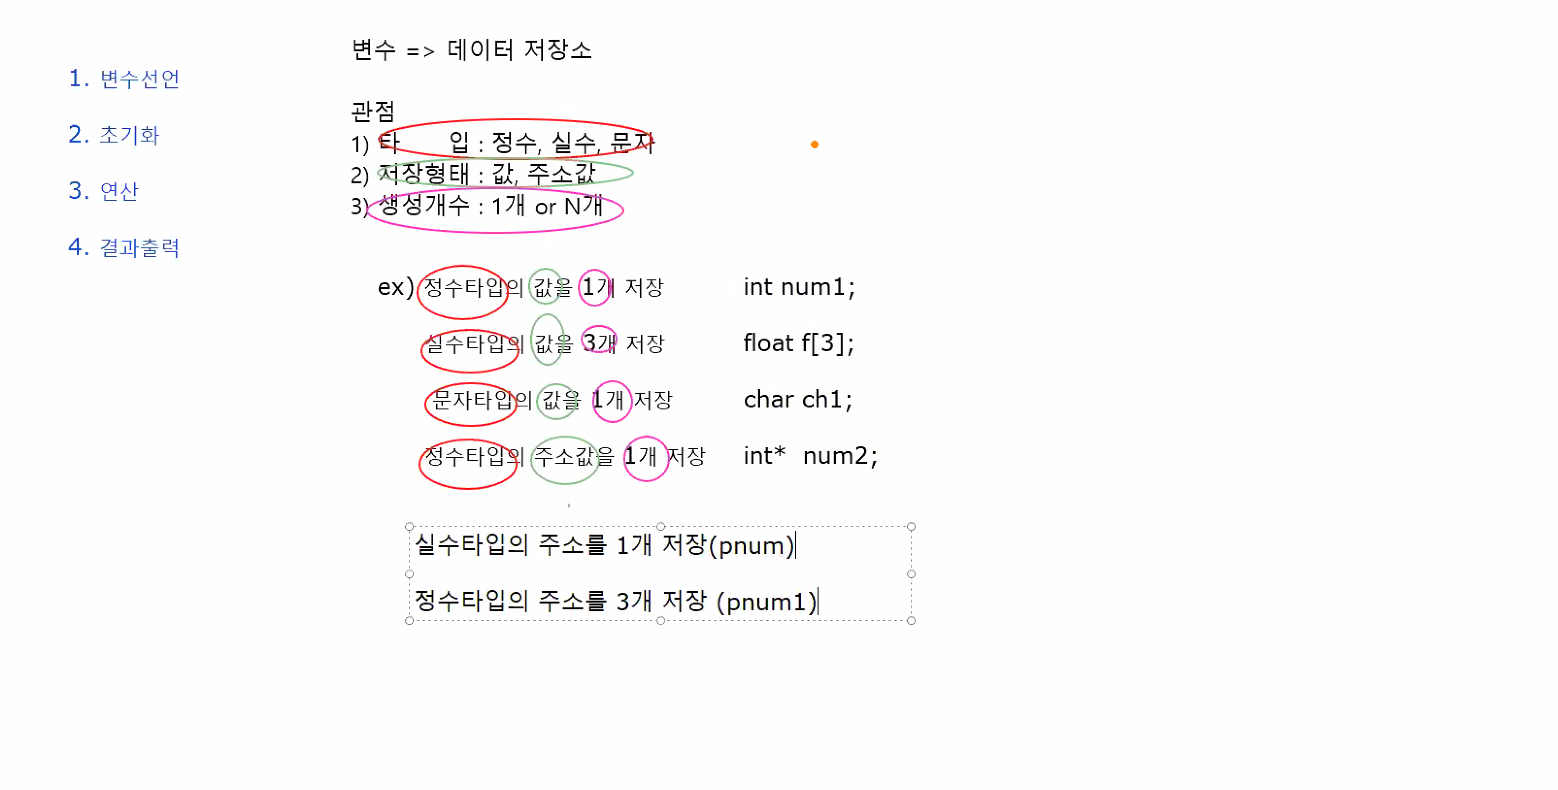 변수 => 데이터 저장소
1. 변수선언
2. 초기화
3. 연산
4. 결과출력
관점
1) 타 입 : 정수, 실수, 문자
2) 저장형태 : 값, 주소값
3) 생성개수 : 1개 or N개
ex) 정수타입의 값을 1개 저장 int num1;
실수타입의 값을 3개 저장 float f[3];
문자타입의 값을 1개 저장 char ch1;
정수타입의 주소값을 1개 저장 int* num2;
실수타입의 주소를 1개 저장(pnum)
정수타입의 주소를 3개 저장 (pnum1)